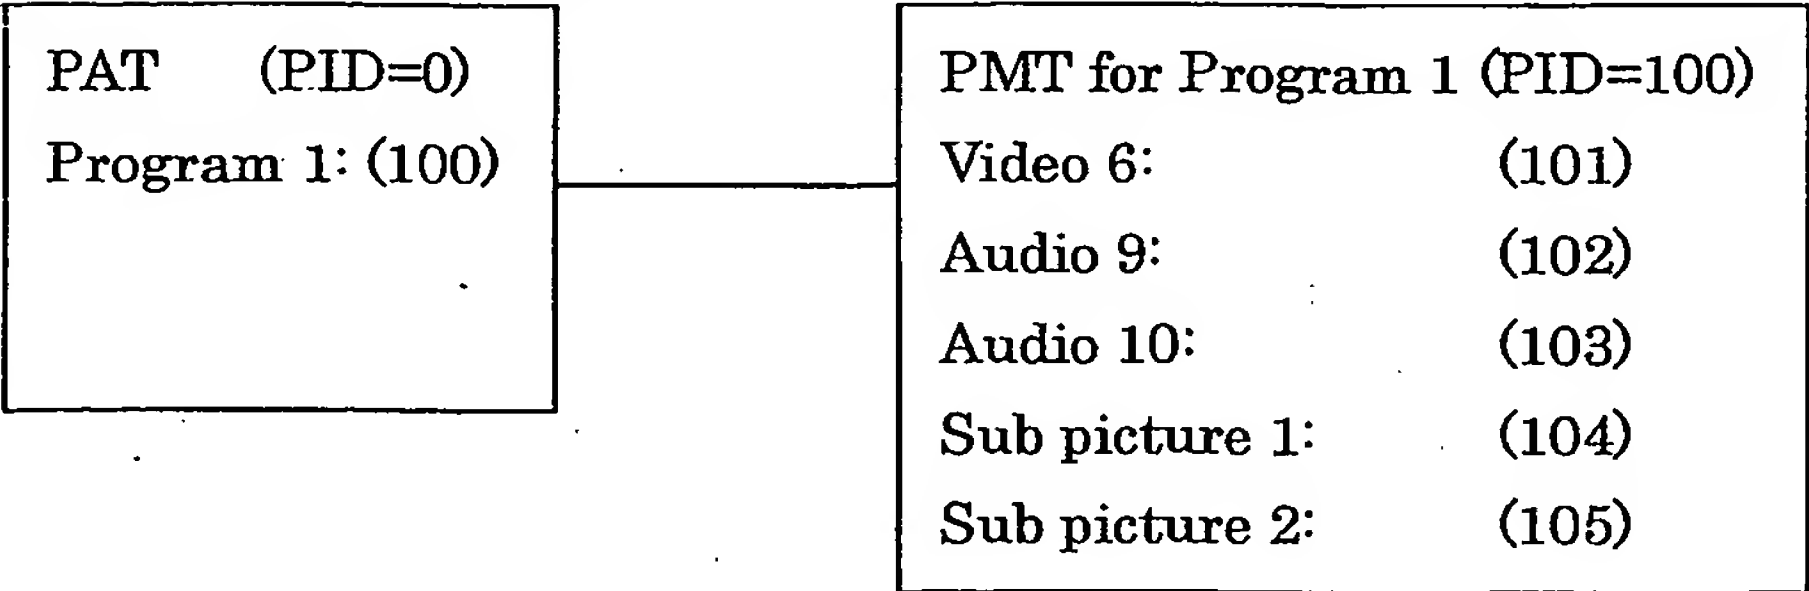 PAT (PID=0)
Program 1: (100)
PMT for Program 1 (PID=100)
Video 6: (101)
Audio 9: (102)
Audio 10: (103)
Sub picture 1: (104)
Sub picture 2: (105)